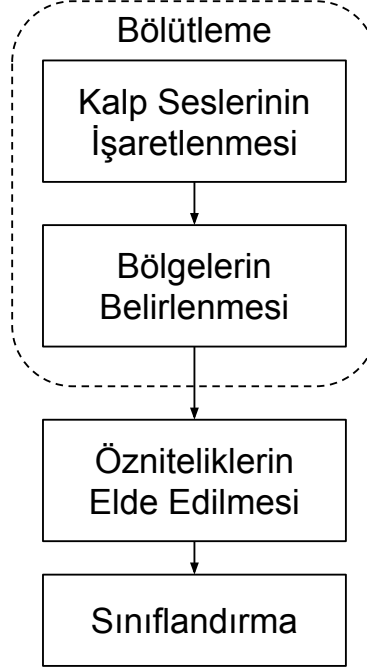 Bölütleme
Kalp Seslerinin
İşaretlenmesi
Bölgelerin
Belirlenmesi
Özniteliklerin
Elde Edilmesi
Sınıflandırma